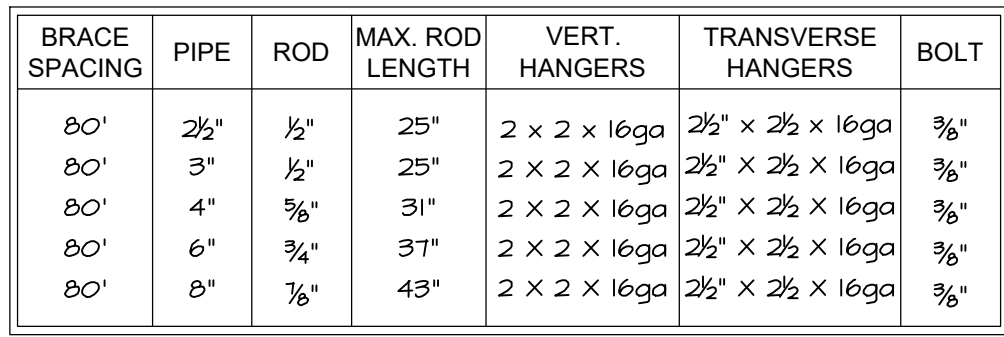 BRACE SPACING PIPE ROD MAX. ROD LENGTH VERT. HANGERS TRANSVERSE HANGERS BOLT
80' 2½" ½" 25" 2 × 2 × 16ga 2½" × 2½ × 16ga ⅜"
80' 3" ½" 25" 2 × 2 × 16ga 2½" × 2½ × 16ga ⅜"
80' 4" ⅝" 31" 2 × 2 × 16ga 2½" × 2½ × 16ga ⅜"
80' 6" ¾" 37" 2 × 2 × 16ga 2½" × 2½ × 16ga ⅜"
80' 8" ⅞" 43" 2 × 2 × 16ga 2½" × 2½ × 16ga ⅜"